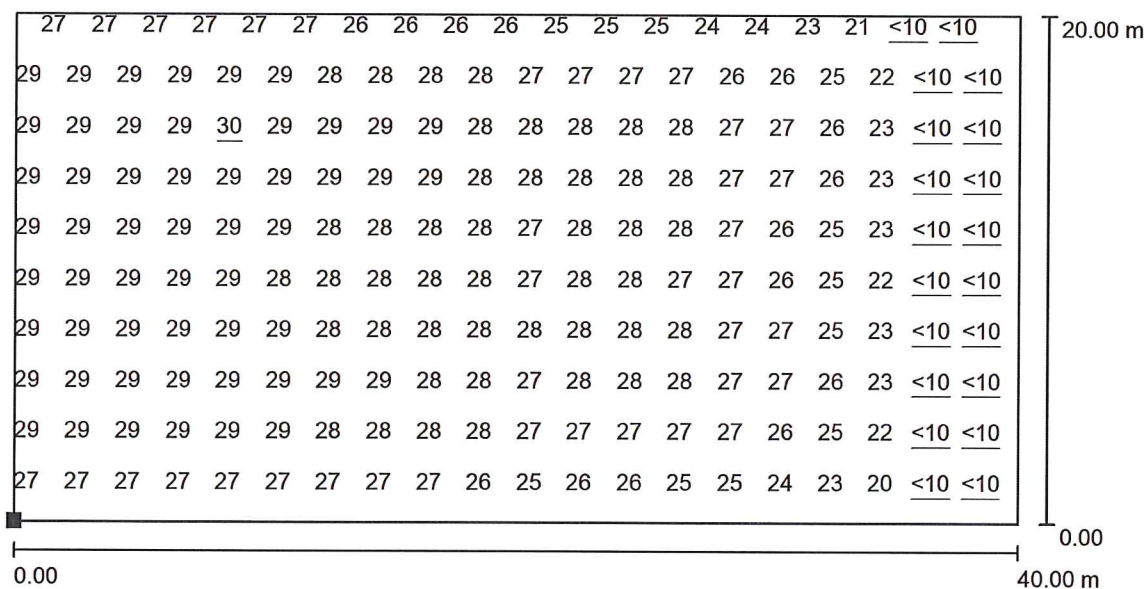 27 27 27 27 27 27 26 26 26 26 25 25 25 24 24 23 21 <10 <10
20.00 m
29 29 29 29 29 29 28 28 28 28 27 27 27 27 26 26 25 22 <10 <10
29 29 29 29 30 29 29 29 29 28 28 28 28 28 27 27 26 23 <10 <10
29 29 29 29 29 29 29 29 29 28 28 28 28 28 27 27 26 23 <10 <10
29 29 29 29 29 29 28 28 28 28 27 28 28 28 27 26 25 23 <10 <10
29 29 29 29 29 28 28 28 28 28 27 28 28 27 27 26 25 22 <10 <10
29 29 29 29 29 29 28 28 28 28 28 28 28 28 27 27 25 23 <10 <10
29 29 29 29 29 29 29 29 28 28 27 28 28 28 27 27 26 23 <10 <10
29 29 29 29 29 29 28 28 28 28 27 27 27 27 27 26 25 22 <10 <10
27 27 27 27 27 27 27 27 27 26 25 26 26 25 25 24 23 20 <10 <10
0.00
0.00
40.00 m